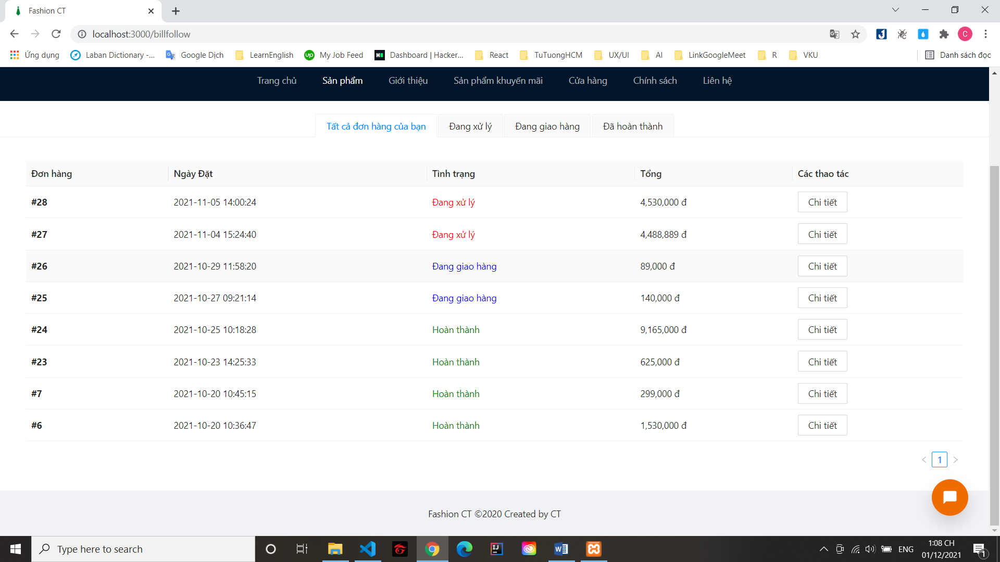 Fashion CT
localhost:3000/billfollow
C
Ứng dụng Laban Dictionary -... Google Dịch LearnEnglish up My Job Feed Dashboard | Hacker... React TuTuongHCM UX/UI AI LinkGoogleMeet R VKU Danh sách đọc
Trang chủ Sản phẩm Giới thiệu Sản phẩm khuyến mãi Cửa hàng Chính sách Liên hệ
Tất cả đơn hàng của bạn Đang xử lý Đang giao hàng Đã hoàn thành
Đơn hàng Ngày Đặt Tình trạng Tổng Các thao tác
#28 2021-11-05 14:00:24 Đang xử lý 4,530,000 đ Chi tiết
#27 2021-11-04 15:24:40 Đang xử lý 4,488,889 đ Chi tiết
#26 2021-10-29 11:58:20 Đang giao hàng 89,000 đ Chi tiết
#25 2021-10-27 09:21:14 Đang giao hàng 140,000 đ Chi tiết
#24 2021-10-25 10:18:28 Hoàn thành 9,165,000 đ Chi tiết
#23 2021-10-23 14:25:33 Hoàn thành 625,000 đ Chi tiết
#7 2021-10-20 10:45:15 Hoàn thành 299,000 đ Chi tiết
#6 2021-10-20 10:36:47 Hoàn thành 1,530,000 đ Chi tiết
1
Fashion CT ©2020 Created by CT
Type here to search
ENG
1:08 CH
01/12/2021
1